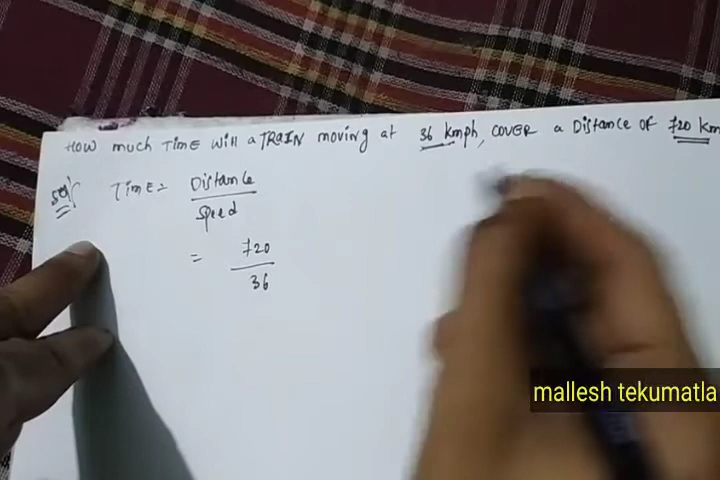 HOW much TIME will a TRAIN moving at 36 kmph, COVER a Distance OF 720 km
Sol: TIME = Distance
Speed
= 720
36
mallesh tekumatla